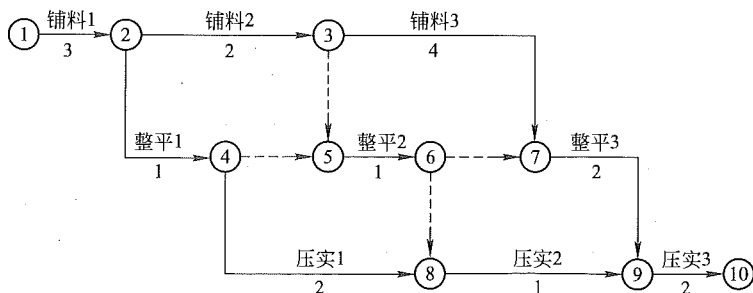 ① 铺料1 3 ② 铺料2 2 ③ 铺料3 4
整平1 1 ④ ⑤ 整平2 1 ⑥ ⑦ 整平3 2
压实1 2 ⑧ 压实2 1 ⑨ 压实3 2 ⑩